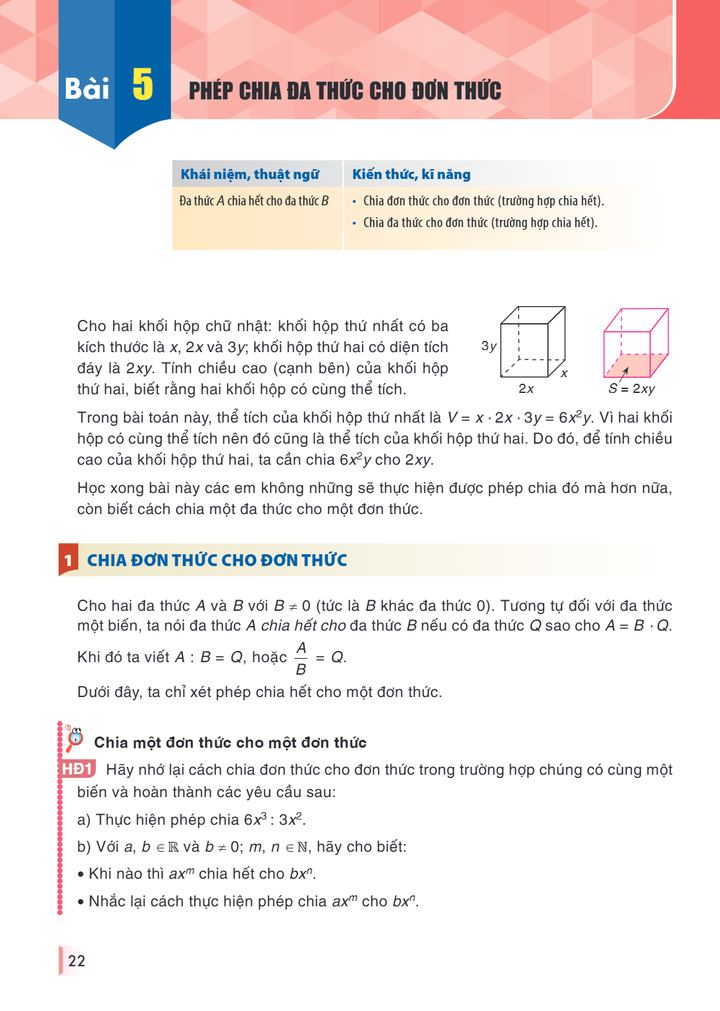 Bài 5 PHÉP CHIA ĐA THỨC CHO ĐƠN THỨC
Khái niệm, thuật ngữ Kiến thức, kĩ năng
Đa thức A chia hết cho đa thức B • Chia đơn thức cho đơn thức (trường hợp chia hết).
• Chia đa thức cho đơn thức (trường hợp chia hết).
Cho hai khối hộp chữ nhật: khối hộp thứ nhất có ba
kích thước là x, 2x và 3y; khối hộp thứ hai có diện tích
đáy là 2xy. Tính chiều cao (cạnh bên) của khối hộp
thứ hai, biết rằng hai khối hộp có cùng thể tích.
3y
x
2x
S = 2xy
Trong bài toán này, thể tích của khối hộp thứ nhất là V = x · 2x · 3y = 6x²y. Vì hai khối
hộp có cùng thể tích nên đó cũng là thể tích của khối hộp thứ hai. Do đó, để tính chiều
cao của khối hộp thứ hai, ta cần chia 6x²y cho 2xy.
Học xong bài này các em không những sẽ thực hiện được phép chia đó mà hơn nữa,
còn biết cách chia một đa thức cho một đơn thức.
1 CHIA ĐƠN THỨC CHO ĐƠN THỨC
Cho hai đa thức A và B với B ≠ 0 (tức là B khác đa thức 0). Tương tự đối với đa thức
một biến, ta nói đa thức A chia hết cho đa thức B nếu có đa thức Q sao cho A = B · Q.
Khi đó ta viết A : B = Q, hoặc A/B = Q.
Dưới đây, ta chỉ xét phép chia hết cho một đơn thức.
Chia một đơn thức cho một đơn thức
HĐ1 Hãy nhớ lại cách chia đơn thức cho đơn thức trong trường hợp chúng có cùng một
biến và hoàn thành các yêu cầu sau:
a) Thực hiện phép chia 6x³ : 3x².
b) Với a, b ∈ ℝ và b ≠ 0; m, n ∈ ℕ, hãy cho biết:
• Khi nào thì axᵐ chia hết cho bxⁿ.
• Nhắc lại cách thực hiện phép chia axᵐ cho bxⁿ.
22